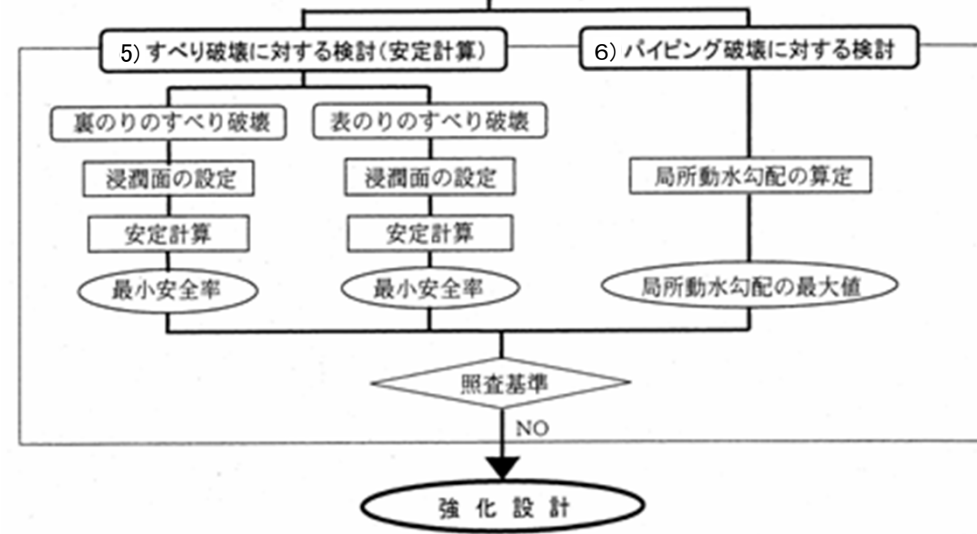 5) すべり破壊に対する検討(安定計算)
6) パイピング破壊に対する検討
裏のりのすべり破壊
表のりのすべり破壊
浸潤面の設定
浸潤面の設定
局所動水勾配の算定
安定計算
安定計算
最小安全率
最小安全率
局所動水勾配の最大値
照査基準
NO
強化設計